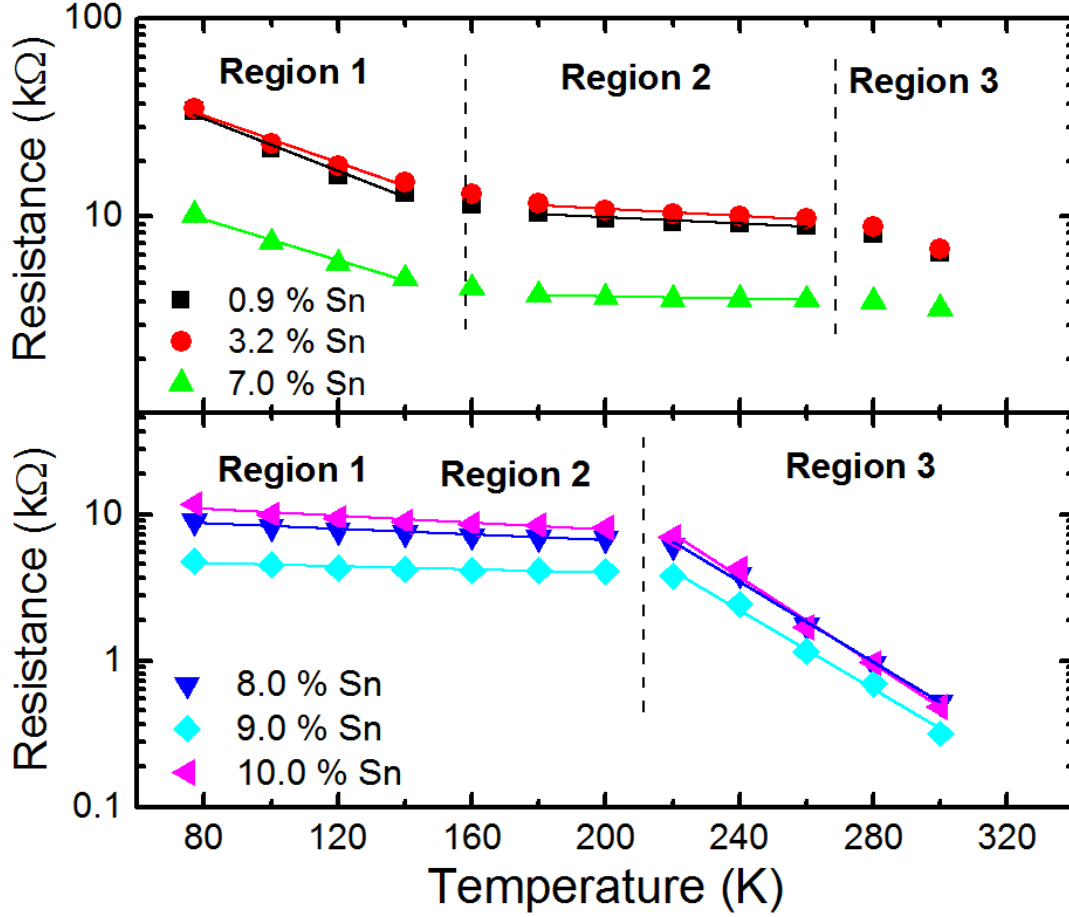 100
10
Resistance (kΩ)
Region 1
Region 2
Region 3
0.9 % Sn
3.2 % Sn
7.0 % Sn
10
1
0.1
Resistance (kΩ)
Region 1
Region 2
Region 3
8.0 % Sn
9.0 % Sn
10.0 % Sn
80 120 160 200 240 280 320
Temperature (K)